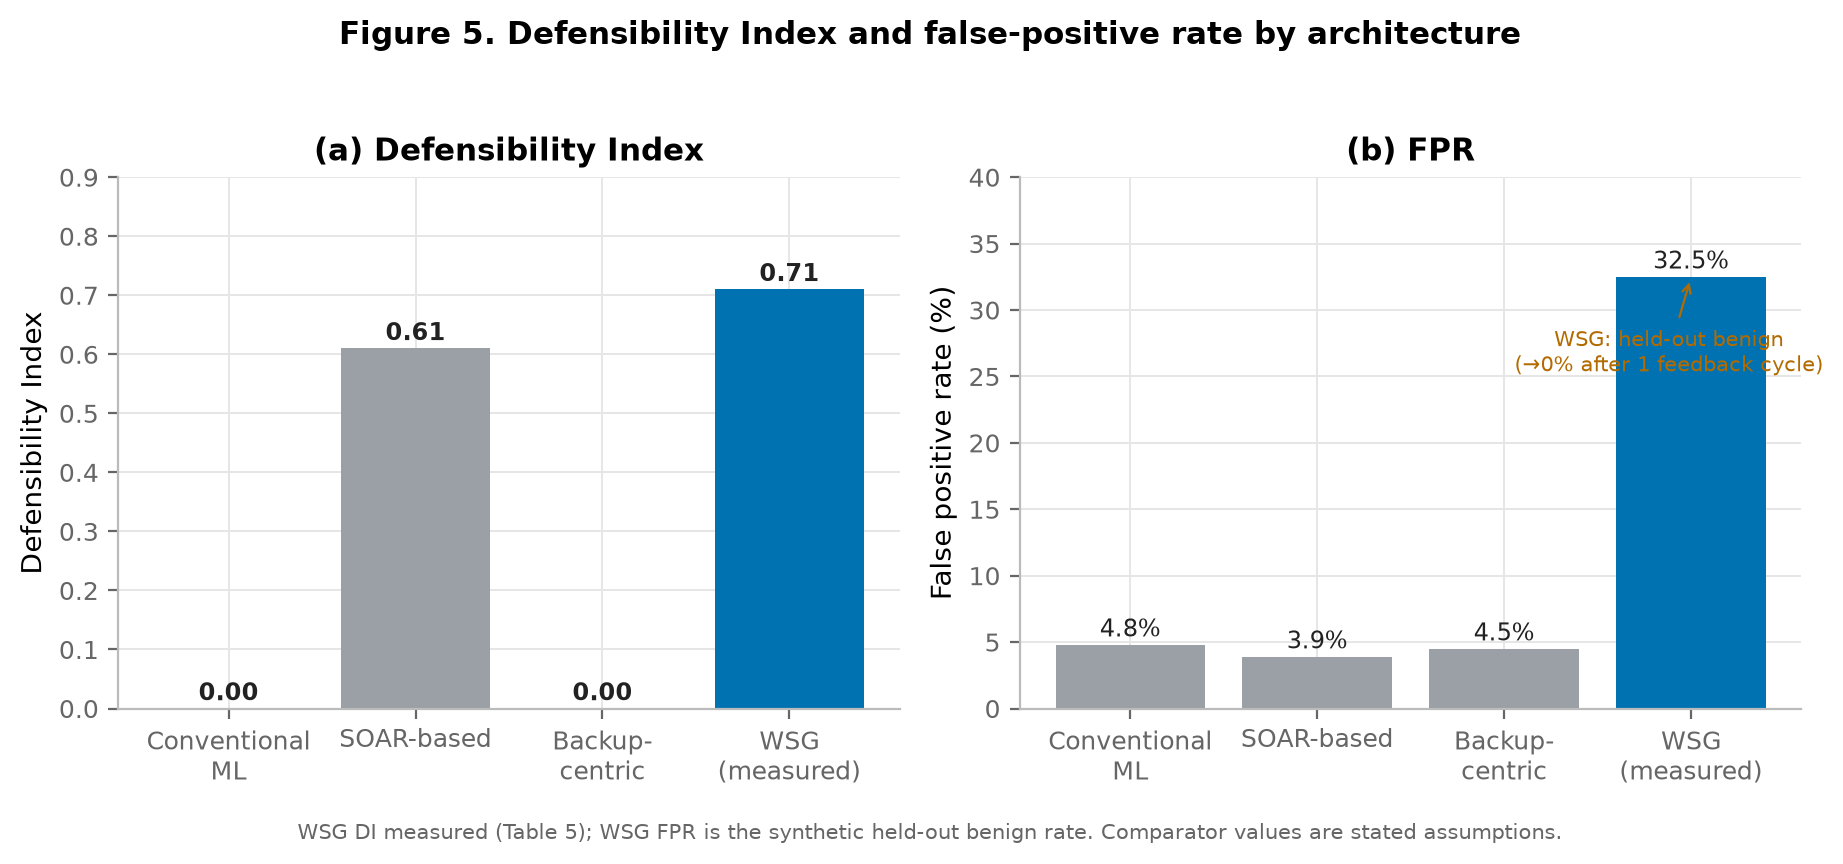 Figure 5. Defensibility Index and false-positive rate by architecture
(a) Defensibility Index
Defensibility Index
0.9
0.8
0.7
0.6
0.5
0.4
0.3
0.2
0.1
0.0
0.00
0.61
0.00
0.71
Conventional
ML
SOAR-based
Backup-
centric
WSG
(measured)
(b) FPR
False positive rate (%)
40
35
30
25
20
15
10
5
0
4.8%
3.9%
4.5%
32.5%
WSG: held-out benign
(→0% after 1 feedback cycle)
Conventional
ML
SOAR-based
Backup-
centric
WSG
(measured)
WSG DI measured (Table 5); WSG FPR is the synthetic held-out benign rate. Comparator values are stated assumptions.